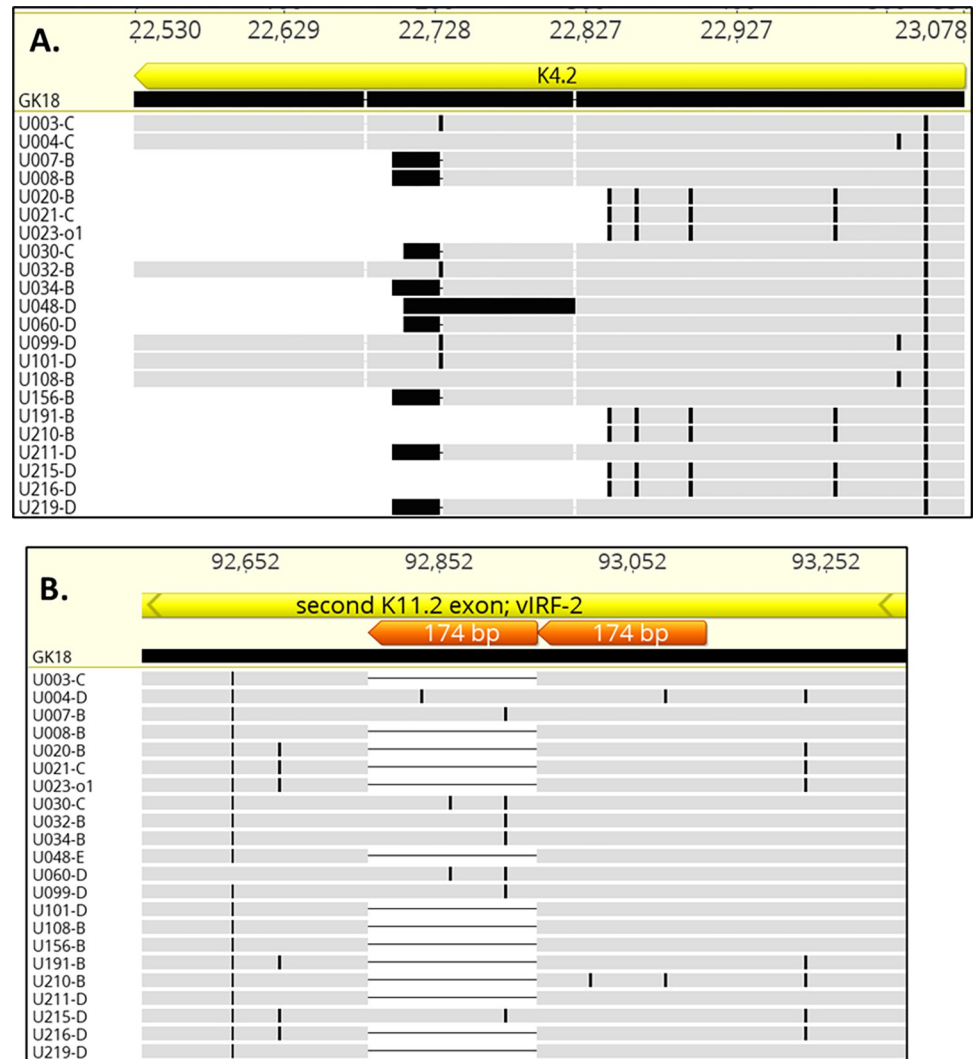 A.
22,530 22,629 22,728 22,827 22,927 23,078
K4.2
GK18
U003-C
U004-C
U007-B
U008-B
U020-B
U021-C
U023-o1
U030-C
U032-B
U034-B
U048-D
U060-D
U099-D
U101-D
U108-B
U156-B
U191-B
U210-B
U211-D
U215-D
U216-D
U219-D
B.
92,652 92,852 93,052 93,252
second K11.2 exon; vIRF-2
174 bp 174 bp
GK18
U003-C
U004-D
U007-B
U008-B
U020-B
U021-C
U023-o1
U030-C
U032-B
U034-B
U048-E
U060-D
U099-D
U101-D
U108-B
U156-B
U191-B
U210-B
U211-D
U215-D
U216-D
U219-D